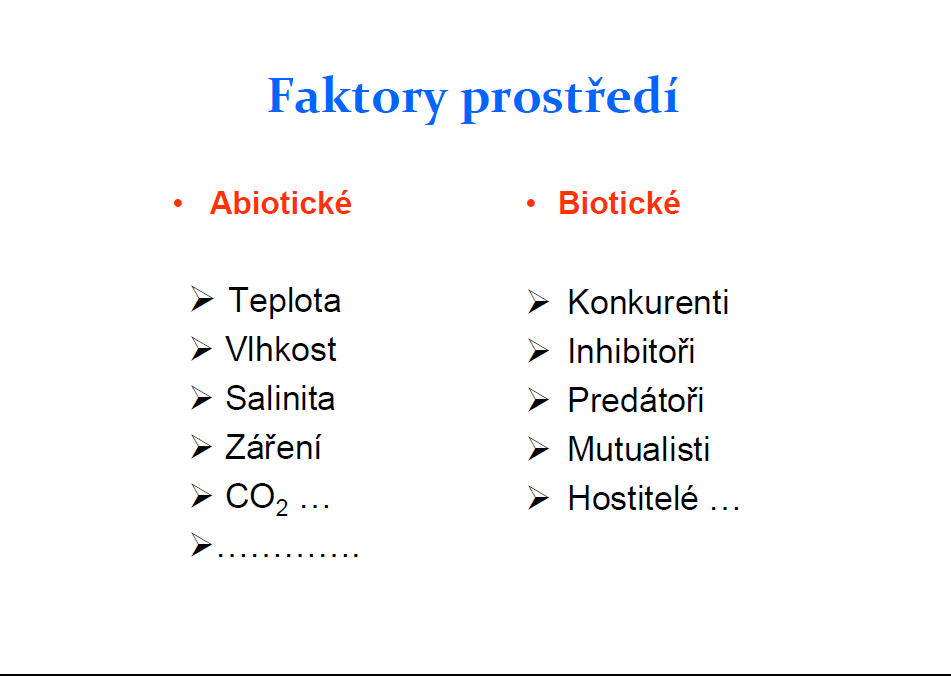 Faktory prostředí
• Abiotické
➢ Teplota
➢ Vlhkost
➢ Salinita
➢ Záření
➢ CO₂ …
➢ ………….
• Biotické
➢ Konkurenti
➢ Inhibitoři
➢ Predátoři
➢ Mutualisti
➢ Hostitelé …